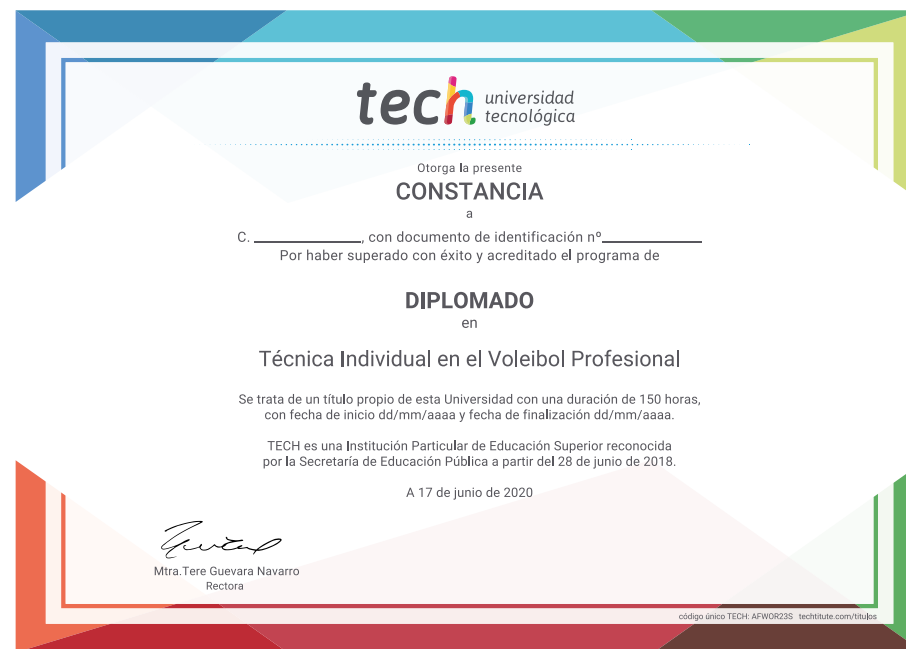 tech universidad
tecnológica
Otorga la presente
CONSTANCIA
a
C. ____________, con documento de identificación nº____________
Por haber superado con éxito y acreditado el programa de
DIPLOMADO
en
Técnica Individual en el Voleibol Profesional
Se trata de un título propio de esta Universidad con una duración de 150 horas,
con fecha de inicio dd/mm/aaaa y fecha de finalización dd/mm/aaaa.
TECH es una Institución Particular de Educación Superior reconocida
por la Secretaría de Educación Pública a partir del 28 de junio de 2018.
A 17 de junio de 2020
Mtra.Tere Guevara Navarro
Rectora
código único TECH: AFWOR23S techtitute.com/titulos